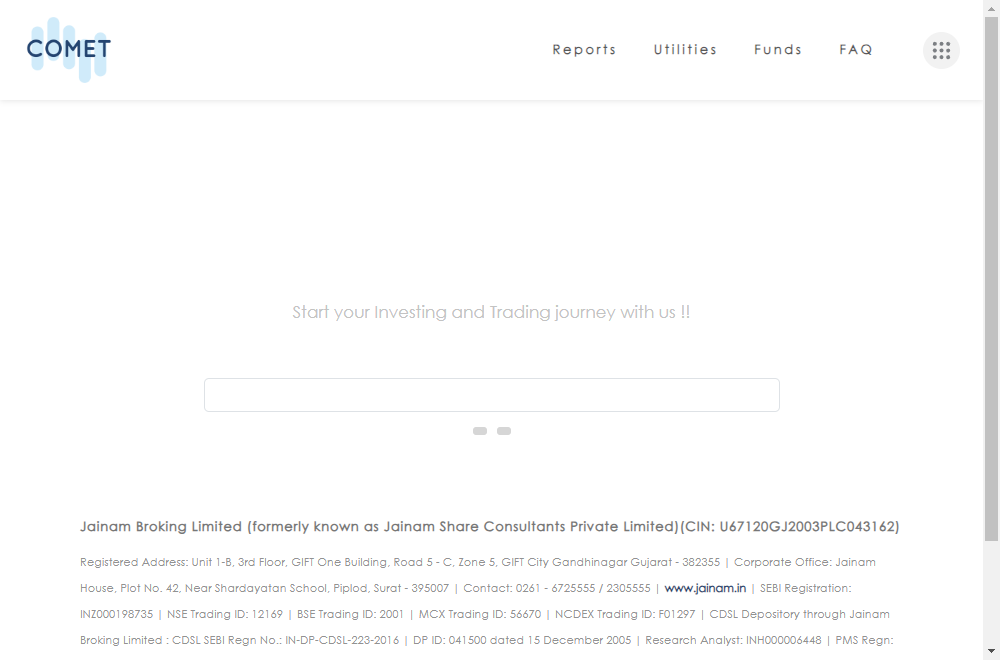 COMET
Reports Utilities Funds FAQ
Start your Investing and Trading journey with us !!
Jainam Broking Limited (formerly known as Jainam Share Consultants Private Limited)(CIN: U67120GJ2003PLC043162)
Registered Address: Unit 1-B, 3rd Floor, GIFT One Building, Road 5 - C, Zone 5, GIFT City Gandhinagar Gujarat - 382355 | Corporate Office: Jainam
House, Plot No. 42, Near Shardayatan School, Piplod, Surat - 395007 | Contact: 0261 - 6725555 / 2305555 | www.jainam.in | SEBI Registration:
INZ000198735 | NSE Trading ID: 12169 | BSE Trading ID: 2001 | MCX Trading ID: 56670 | NCDEX Trading ID: F01297 | CDSL Depository through Jainam
Broking Limited : CDSL SEBI Regn No.: IN-DP-CDSL-223-2016 | DP ID: 041500 dated 15 December 2005 | Research Analyst: INH000006448 | PMS Regn: